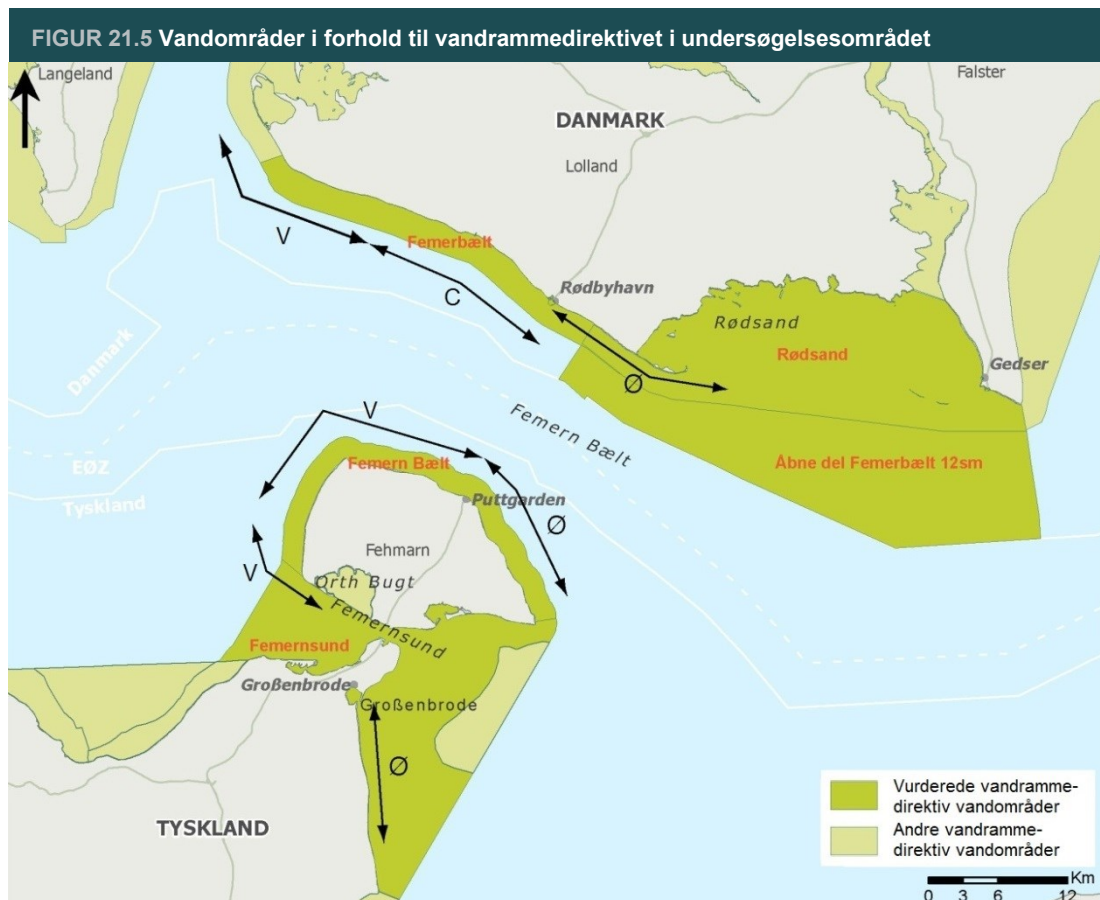 FIGUR 21.5 Vandområder i forhold til vandrammedirektivet i undersøgelsesområdet
Langeland
Falster
DANMARK
Lolland
V
Femerbælt
C
Rødbyhavn
Rødsand
Rødsand
Gedser
Ø
Danmark
Femern Bælt
V
EØZ
Tyskland
Femern Bælt
Åbne del Femerbælt 12sm
Puttgarden
Ø
Fehmarn
V
Orth Bugt
Femernsund
Femernsund
Großenbrode
Großenbrode
Ø
TYSKLAND
Vurderede vandramme-
direktiv vandområder
Andre vandramme-
direktiv vandområder
Km
0 3 6 12